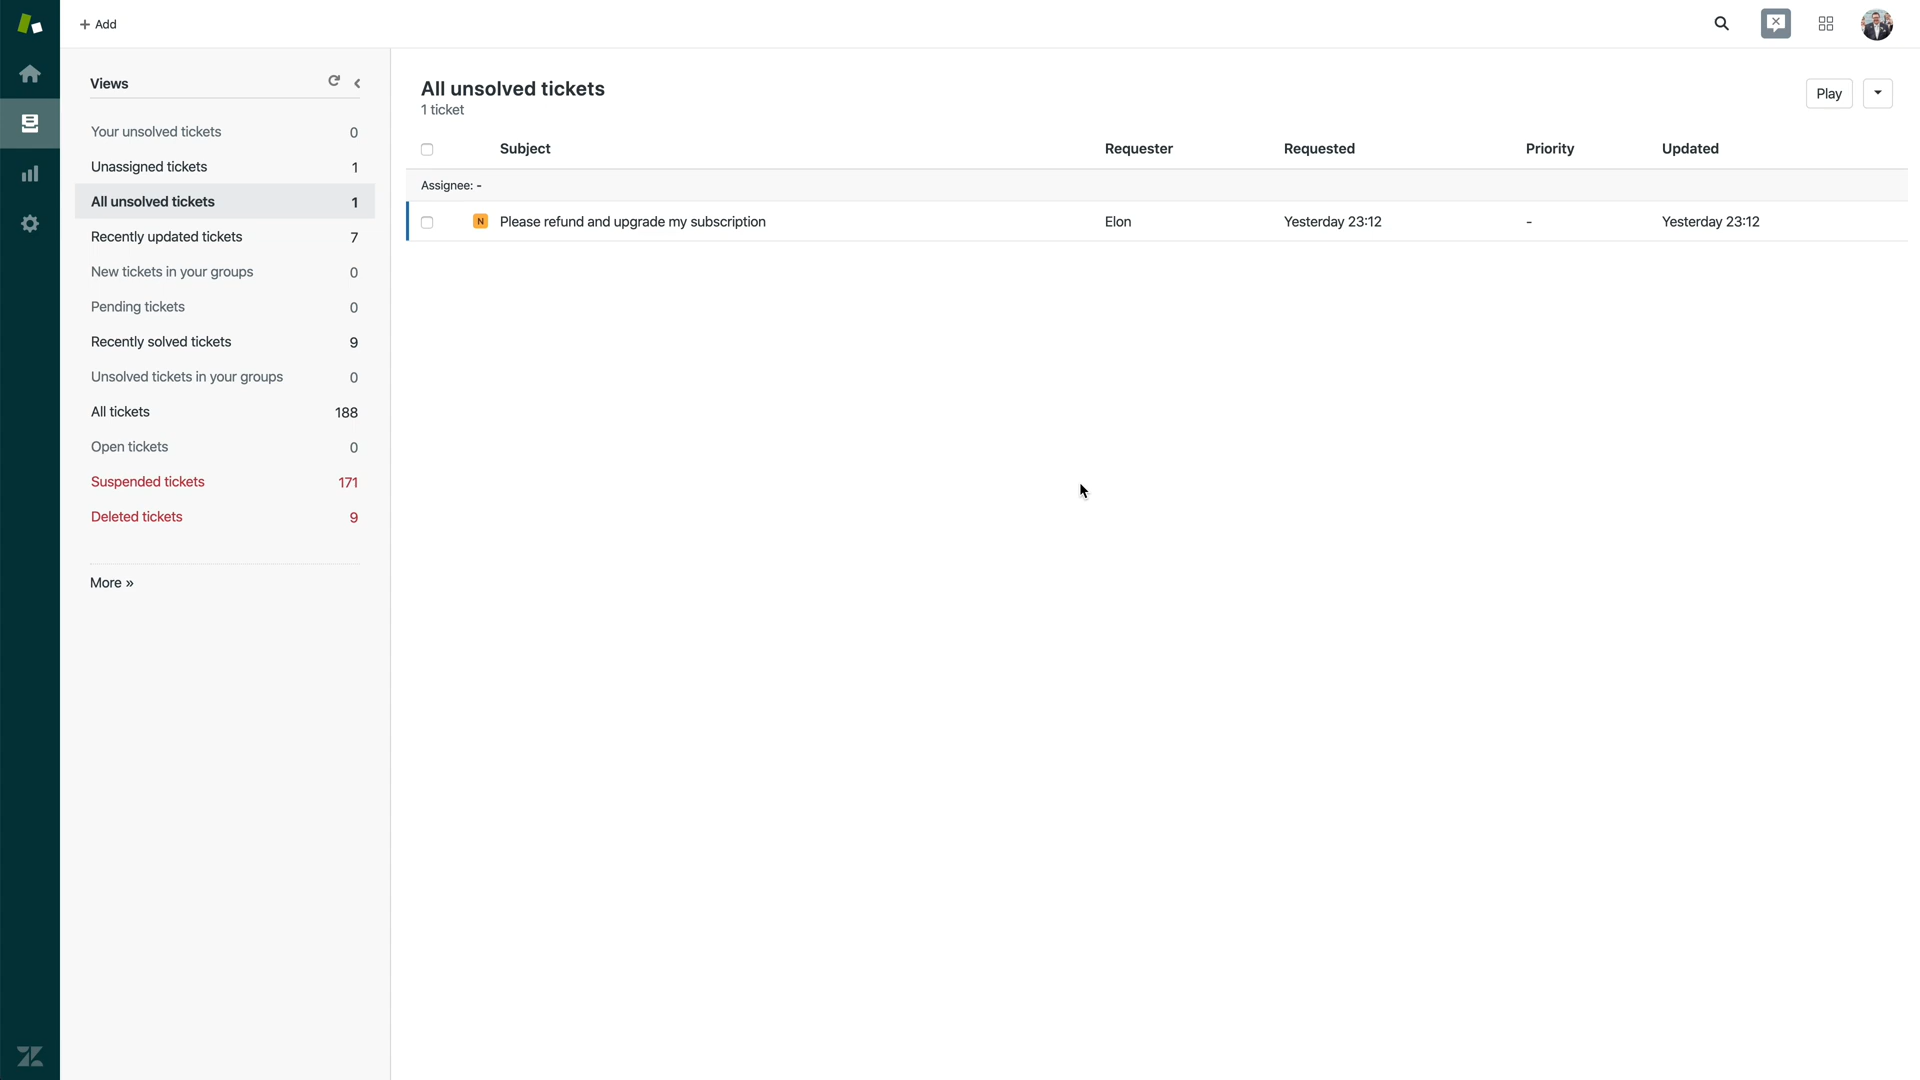 + Add
Views
Your unsolved tickets 0
Unassigned tickets 1
All unsolved tickets 1
Recently updated tickets 7
New tickets in your groups 0
Pending tickets 0
Recently solved tickets 9
Unsolved tickets in your groups 0
All tickets 188
Open tickets 0
Suspended tickets 171
Deleted tickets 9
More »
All unsolved tickets
1 ticket
Play
Subject Requester Requested Priority Updated
Assignee: -
N Please refund and upgrade my subscription Elon Yesterday 23:12 - Yesterday 23:12